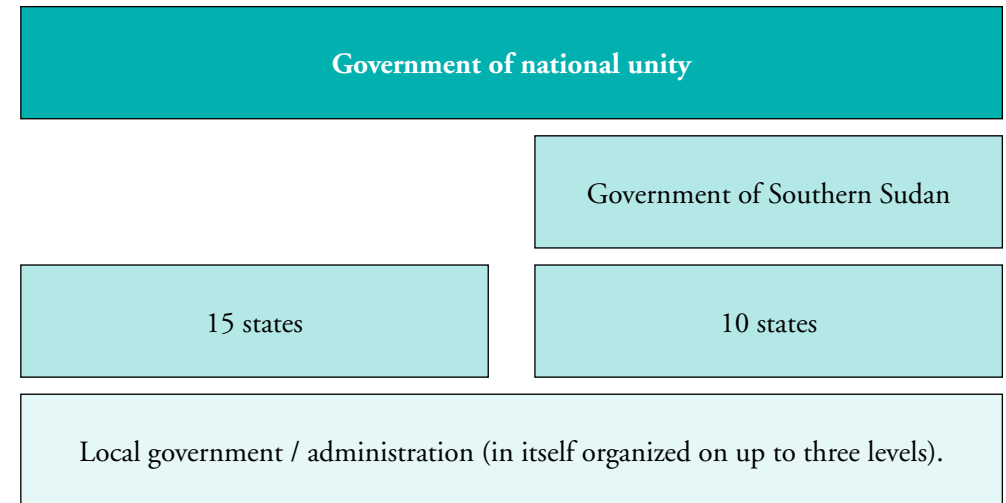 Government of national unity
Government of Southern Sudan
15 states
10 states
Local government / administration (in itself organized on up to three levels).